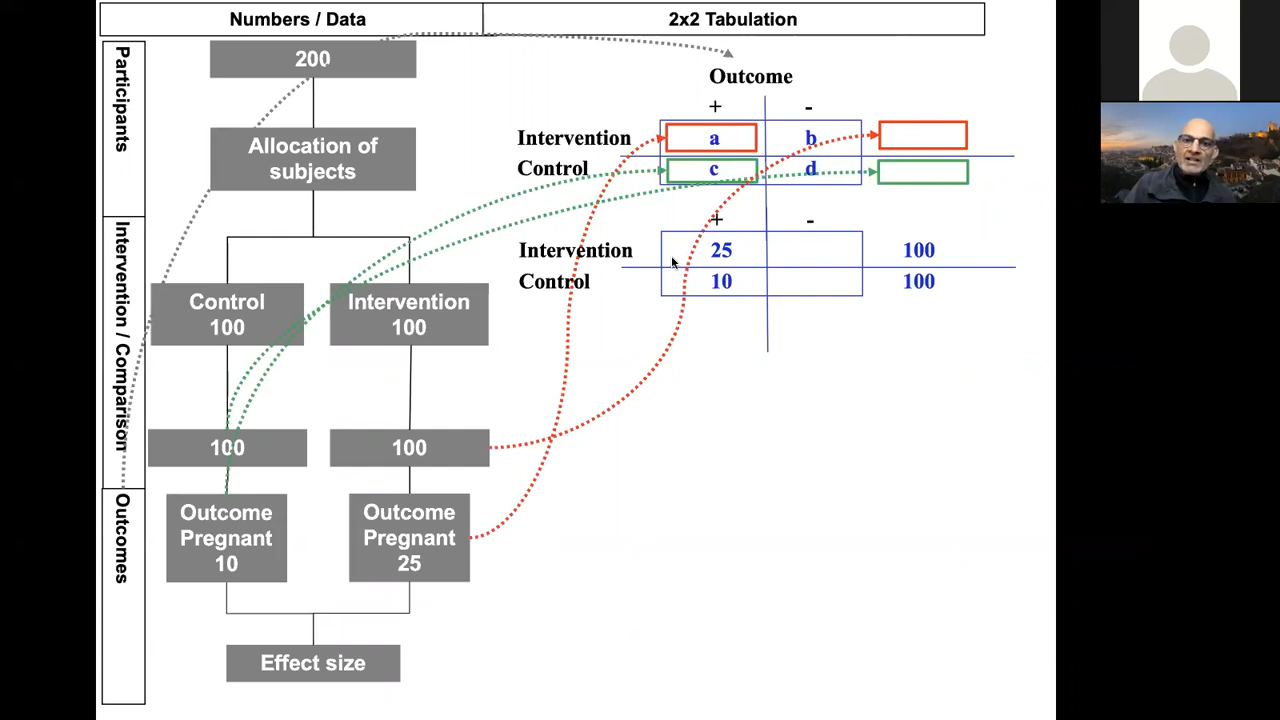 Numbers / Data
2x2 Tabulation
Participants
200
Allocation of
subjects
Intervention / Comparison
Control
100
Intervention
100
100
100
Outcomes
Outcome
Pregnant
10
Outcome
Pregnant
25
Effect size
Outcome
+ -
Intervention a b
Control c d
+ -
Intervention 25 100
Control 10 100